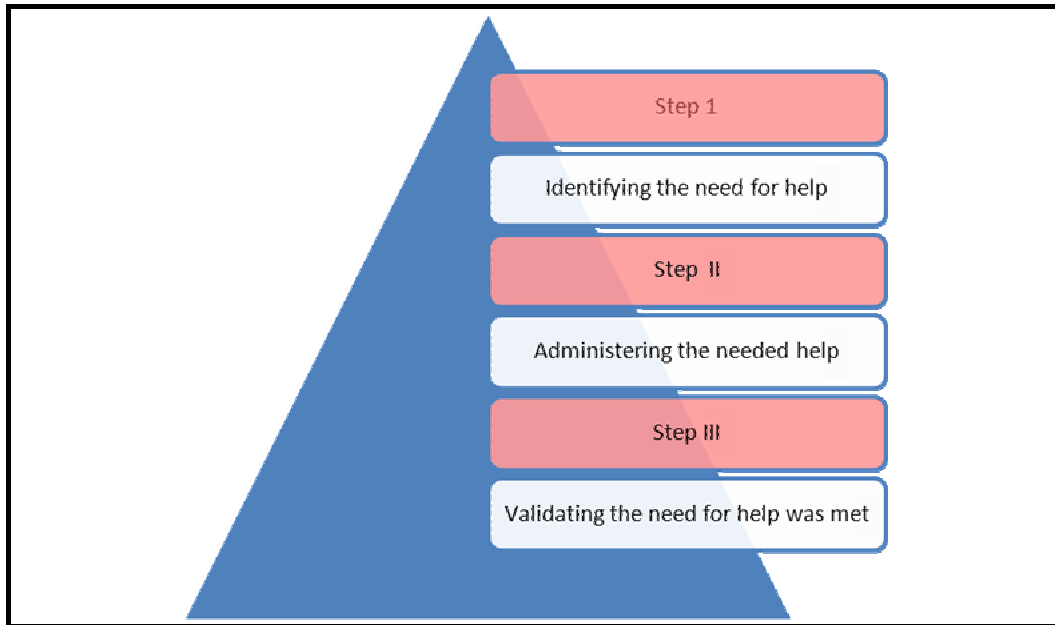 Step 1
Identifying the need for help
Step II
Administering the needed help
Step III
Validating the need for help was met